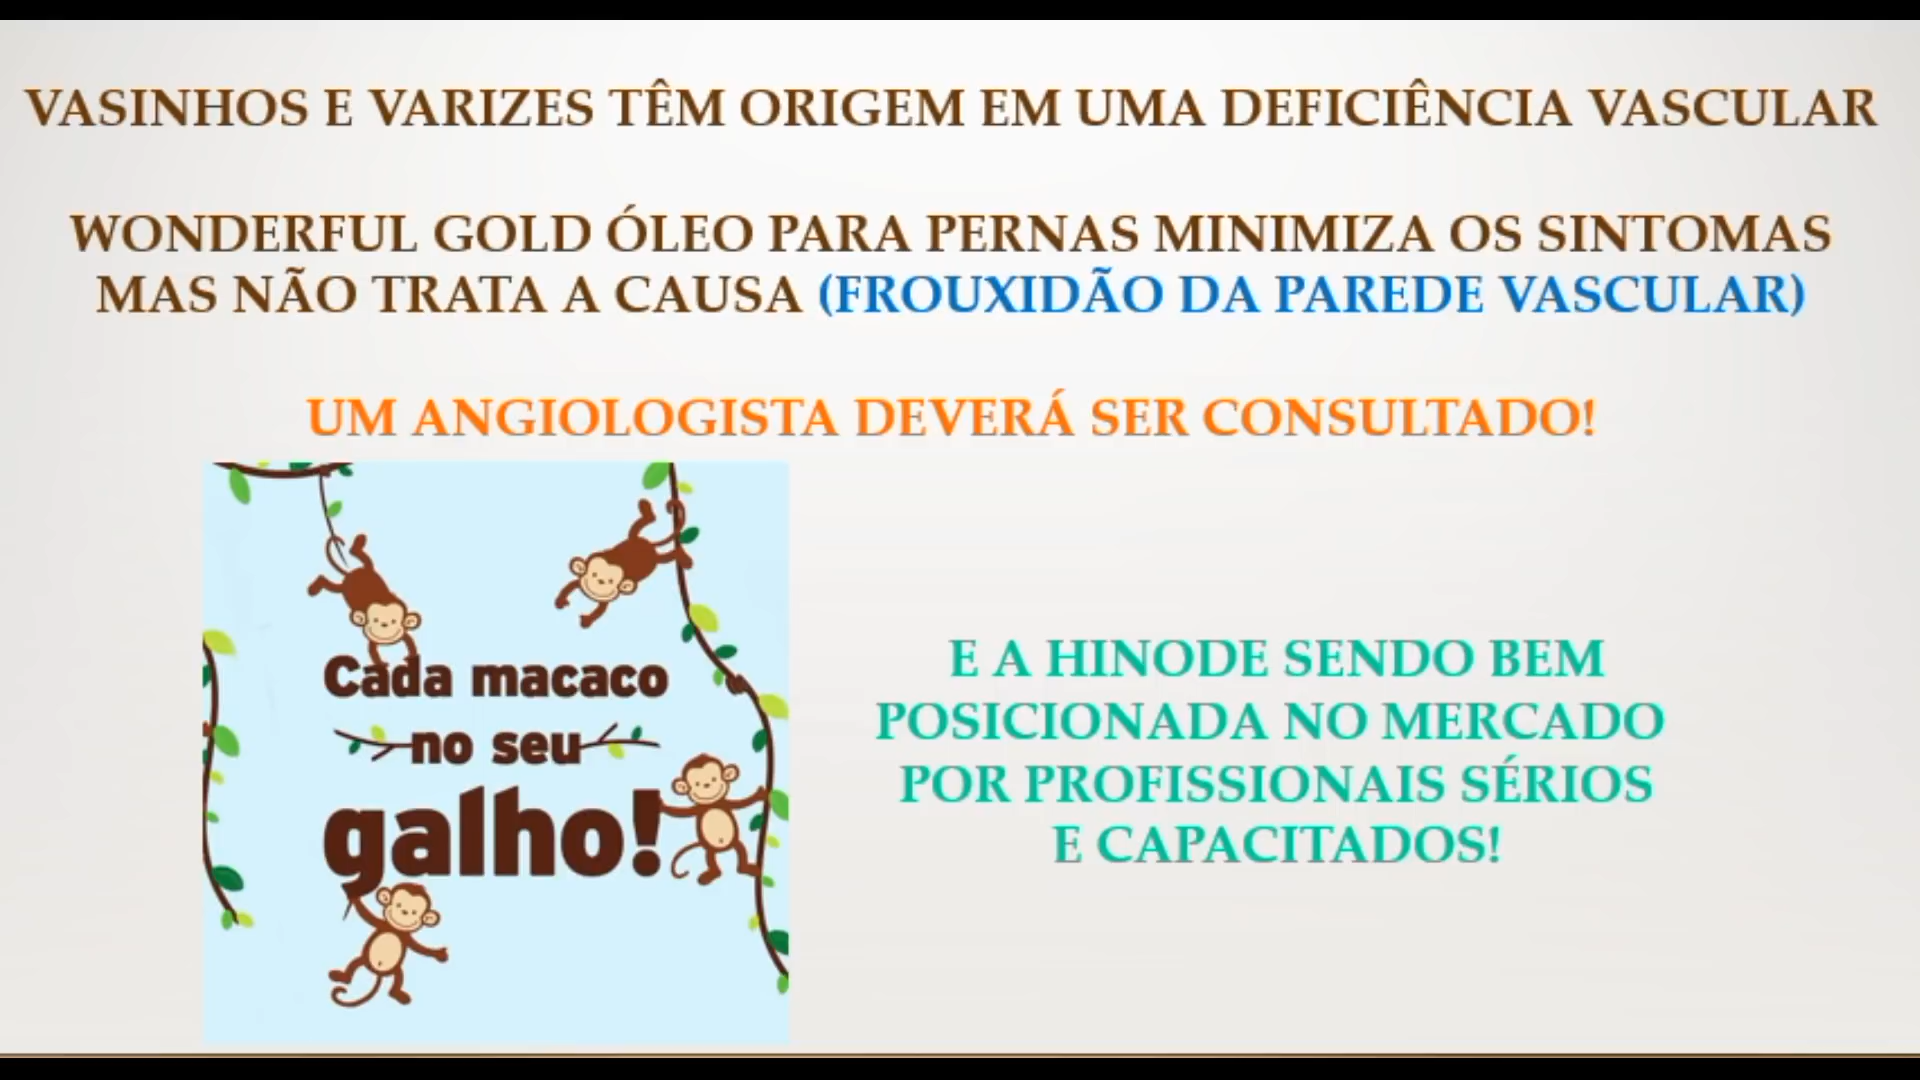 VASINHOS E VARIZES TÊM ORIGEM EM UMA DEFICIÊNCIA VASCULAR
WONDERFUL GOLD ÓLEO PARA PERNAS MINIMIZA OS SINTOMAS
MAS NÃO TRATA A CAUSA (FROUXIDÃO DA PAREDE VASCULAR)
UM ANGIOLOGISTA DEVERÁ SER CONSULTADO!
Cada macaco
no seu
galho!
E A HINODE SENDO BEM
POSICIONADA NO MERCADO
POR PROFISSIONAIS SÉRIOS
E CAPACITADOS!